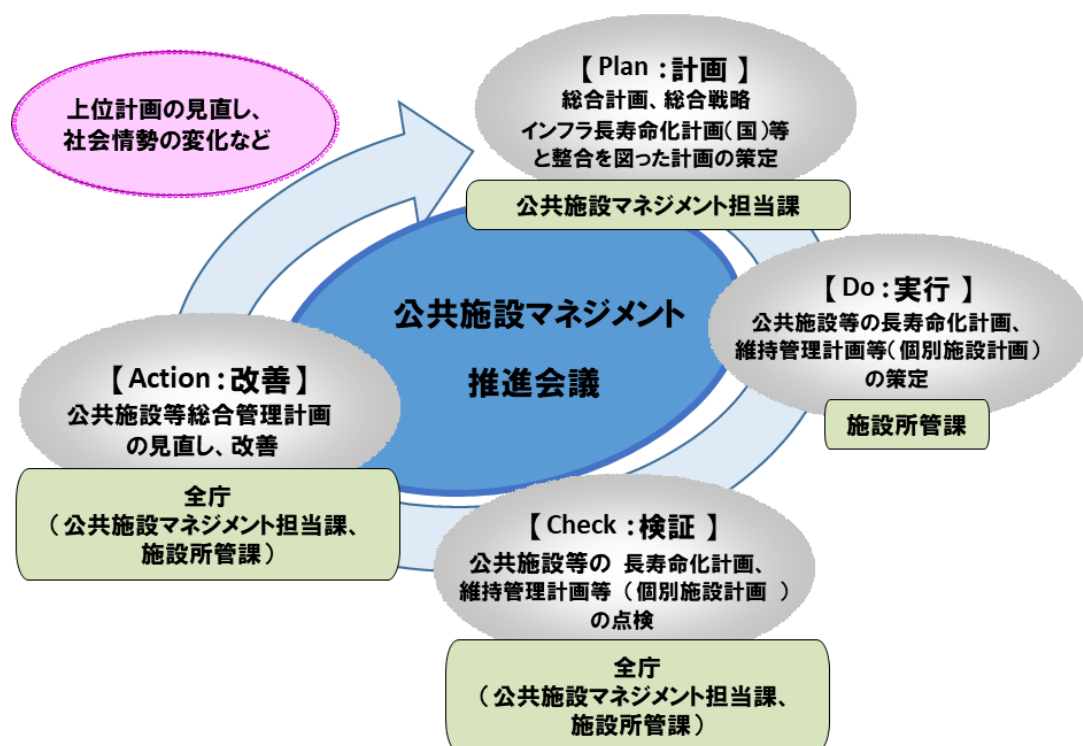 上位計画の見直し、
社会情勢の変化など
【 Plan ：計画 】
総合計画、総合戦略
インフラ長寿命化計画（国）等
と整合を図った計画の策定
公共施設マネジメント担当課
【 Do ：実行 】
公共施設等の長寿命化計画、
維持管理計画等（個別施設計画）
の策定
施設所管課
公共施設マネジメント
推進会議
【 Action ：改善 】
公共施設等総合管理計画
の見直し、改善
全庁
（公共施設マネジメント担当課、
施設所管課）
【 Check ：検証 】
公共施設等の 長寿命化計画、
維持管理計画等 （個別施設計画 ）
の点検
全庁
（公共施設マネジメント担当課、
施設所管課）